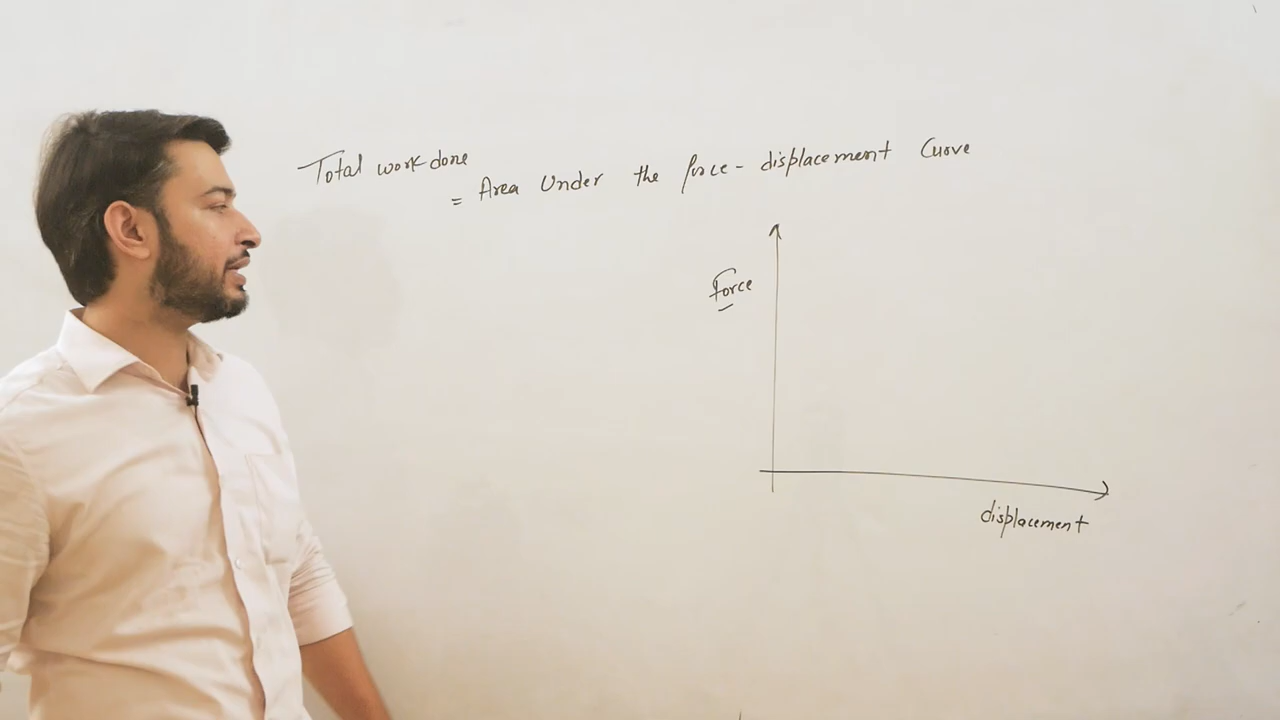 Total work done
= Area Under the force - displacement Curve
Force
displacement